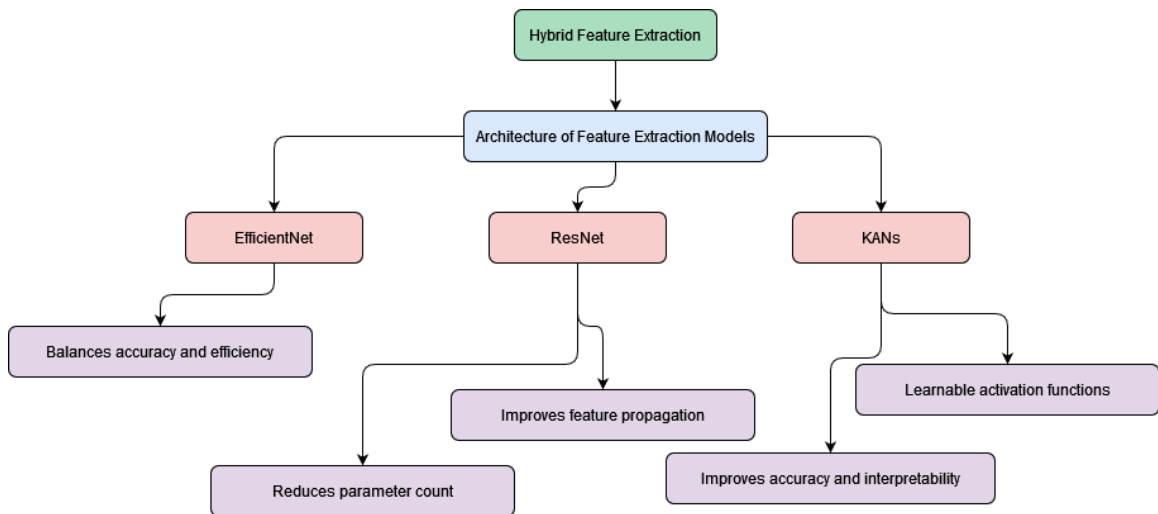 Hybrid Feature Extraction
Architecture of Feature Extraction Models
EfficientNet
ResNet
KANs
Balances accuracy and efficiency
Learnable activation functions
Improves feature propagation
Improves accuracy and interpretability
Reduces parameter count